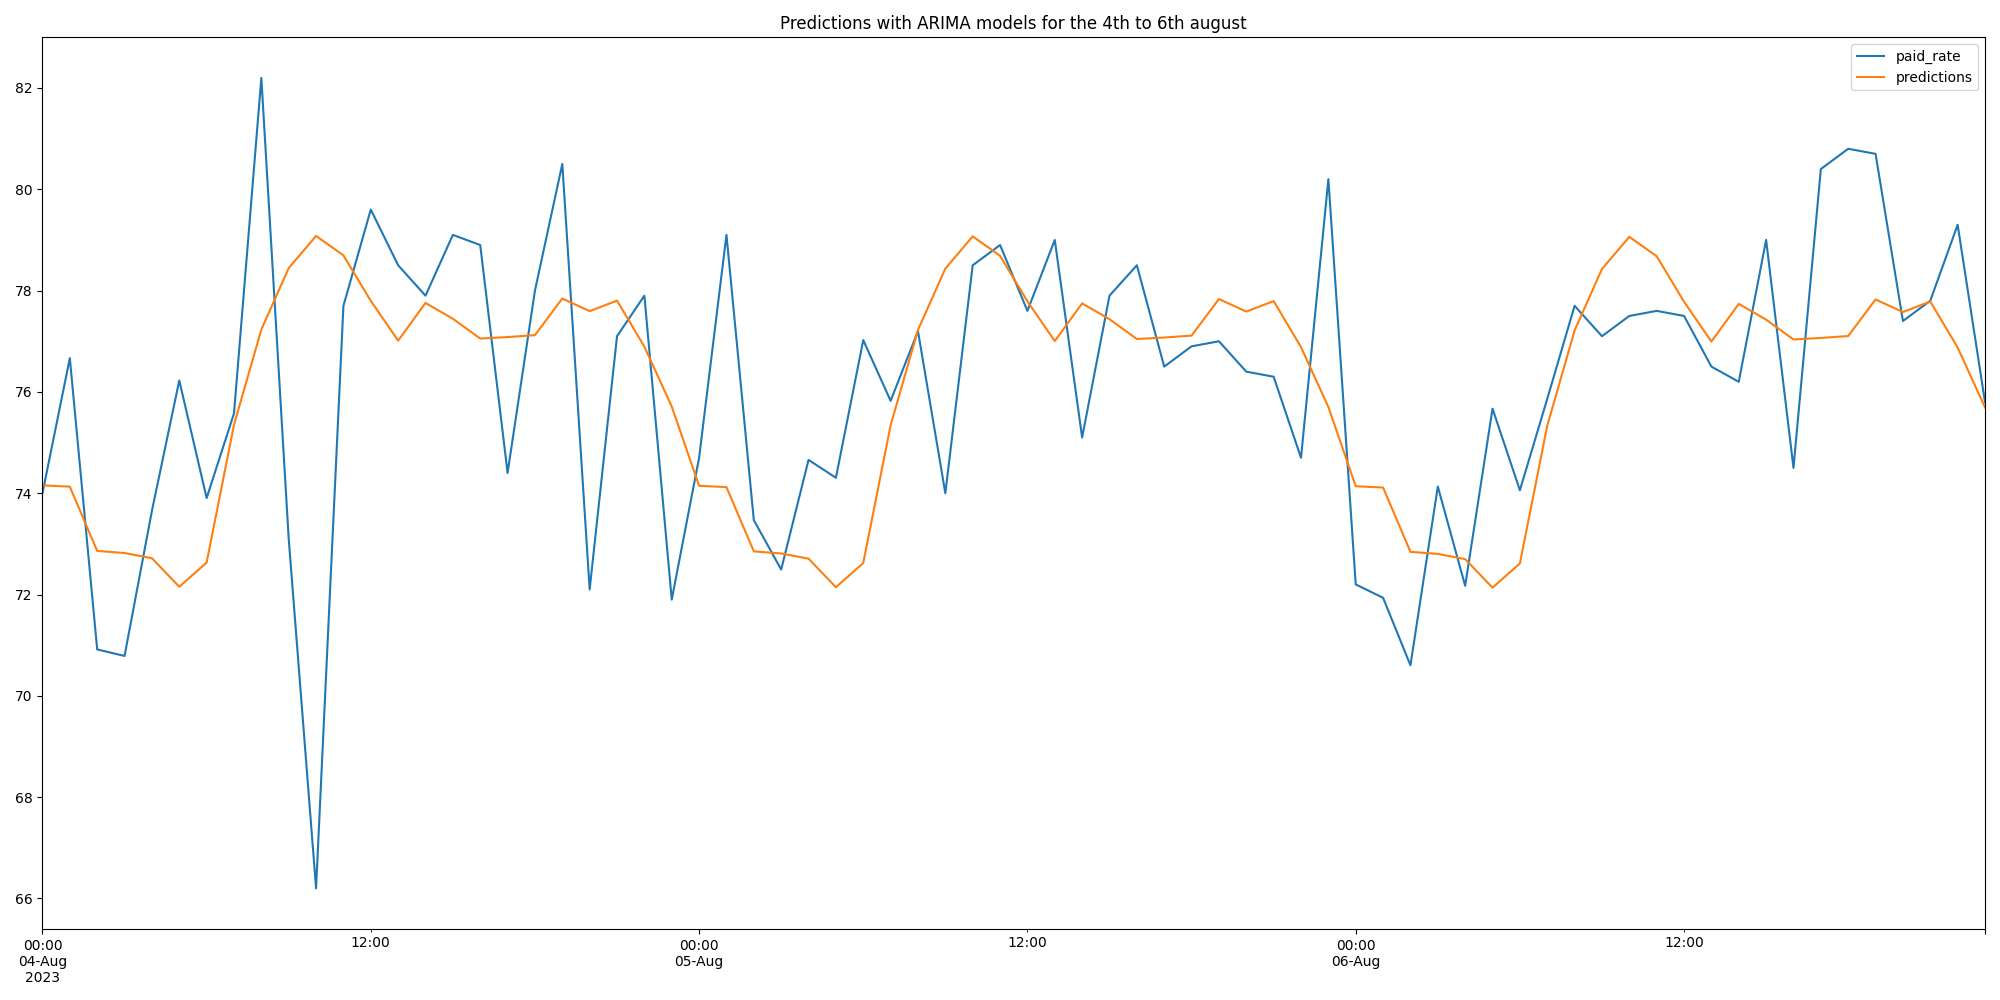 Predictions with ARIMA models for the 4th to 6th august
paid_rate
predictions
82
80
78
76
74
72
70
68
66
00:00 12:00 00:00 12:00 00:00 12:00
04-Aug 05-Aug 06-Aug
2023